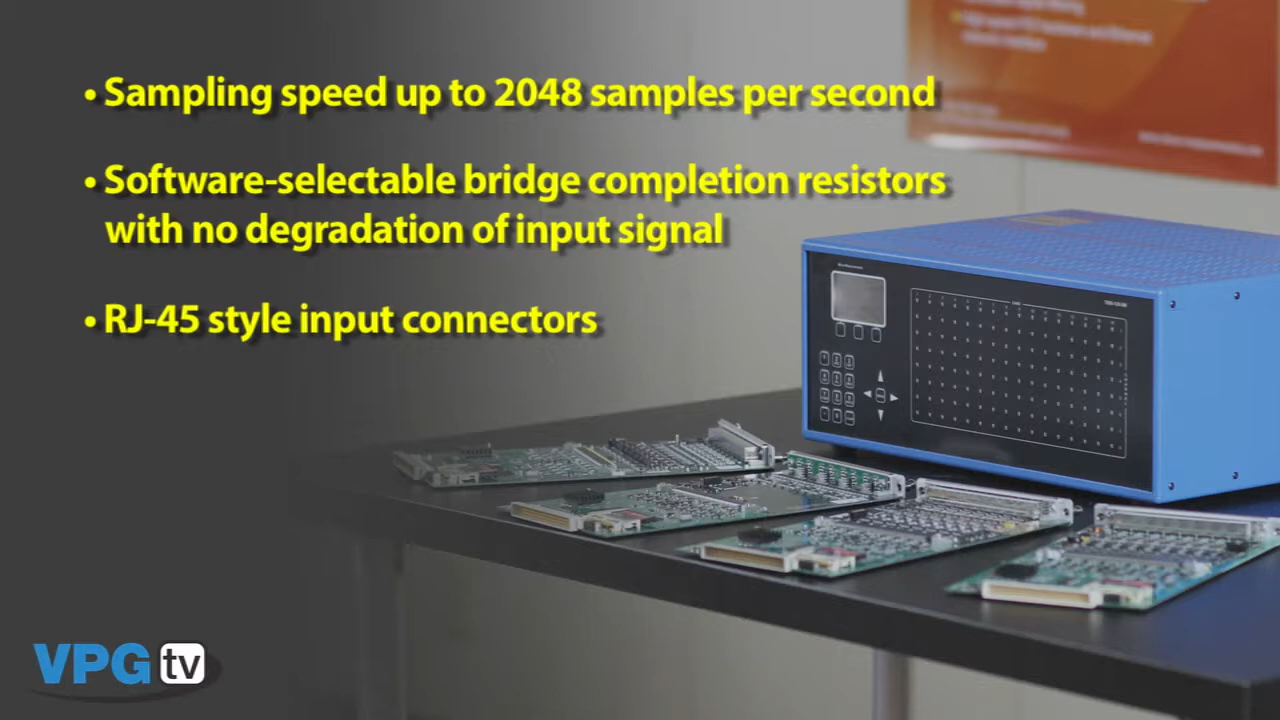 • Sampling speed up to 2048 samples per second
• Software-selectable bridge completion resistors
with no degradation of input signal
• RJ-45 style input connectors
VPG tv